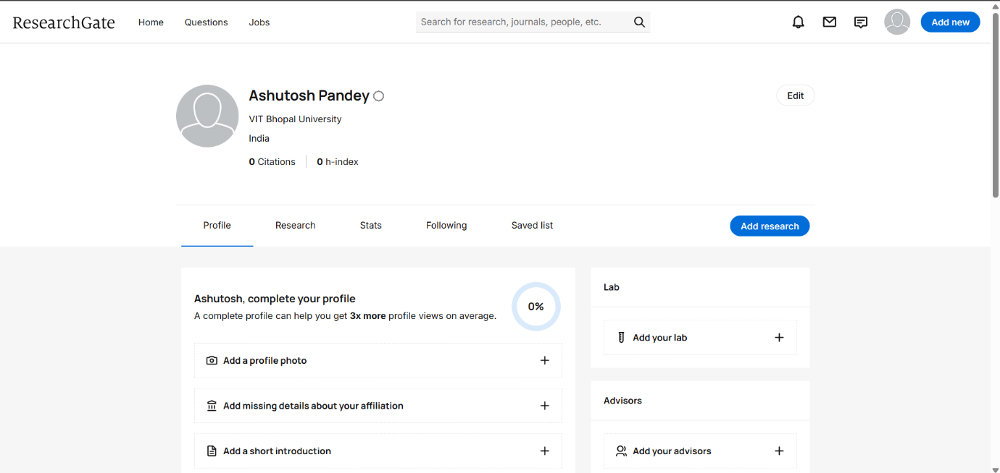 ResearchGate Home Questions Jobs Search for research, journals, people, etc. Add new
Ashutosh Pandey Edit
VIT Bhopal University
India
0 Citations 0 h-index
Profile Research Stats Following Saved list Add research
Ashutosh, complete your profile
A complete profile can help you get 3x more profile views on average.
0%
Add a profile photo
Add missing details about your affiliation
Add a short introduction
Lab
Add your lab
Advisors
Add your advisors